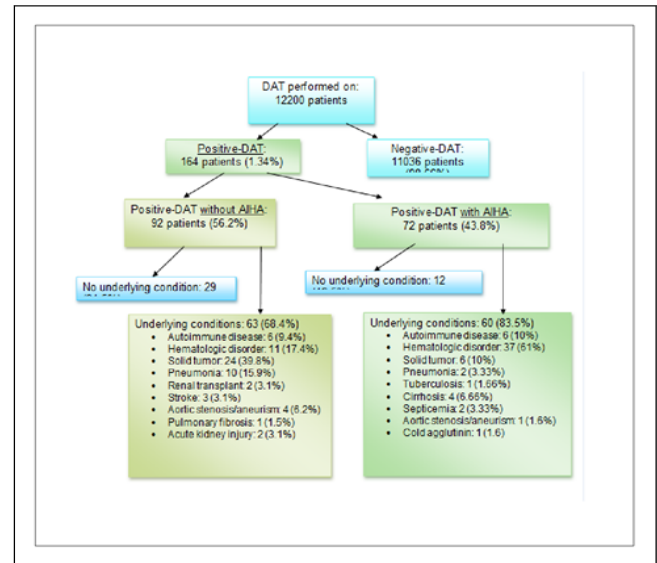 DAT performed on:
12200 patients
Positive-DAT:
164 patients (1.34%)
Negative-DAT:
11036 patients
Positive-DAT without AIHA:
92 patients (56.2%)
Positive-DAT with AIHA:
72 patients (43.8%)
No underlying condition: 29
No underlying condition: 12
Underlying conditions: 63 (68.4%)
• Autoimmune disease: 6 (9.4%)
• Hematologic disorder: 11 (17.4%)
• Solid tumor: 24 (39.8%)
• Pneumonia: 10 (15.9%)
• Renal transplant: 2 (3.1%)
• Stroke: 3 (3.1%)
• Aortic stenosis/aneurism: 4 (6.2%)
• Pulmonary fibrosis: 1 (1.5%)
• Acute kidney injury: 2 (3.1%)
Underlying conditions: 60 (83.5%)
• Autoimmune disease: 6 (10%)
• Hematologic disorder: 37 (61%)
• Solid tumor: 6 (10%)
• Pneumonia: 2 (3.33%)
• Tuberculosis: 1 (1.66%)
• Cirrhosis: 4 (6.66%)
• Septicemia: 2 (3.33%)
• Aortic stenosis/aneurism: 1 (1.6%)
• Cold agglutinin: 1 (1.6)